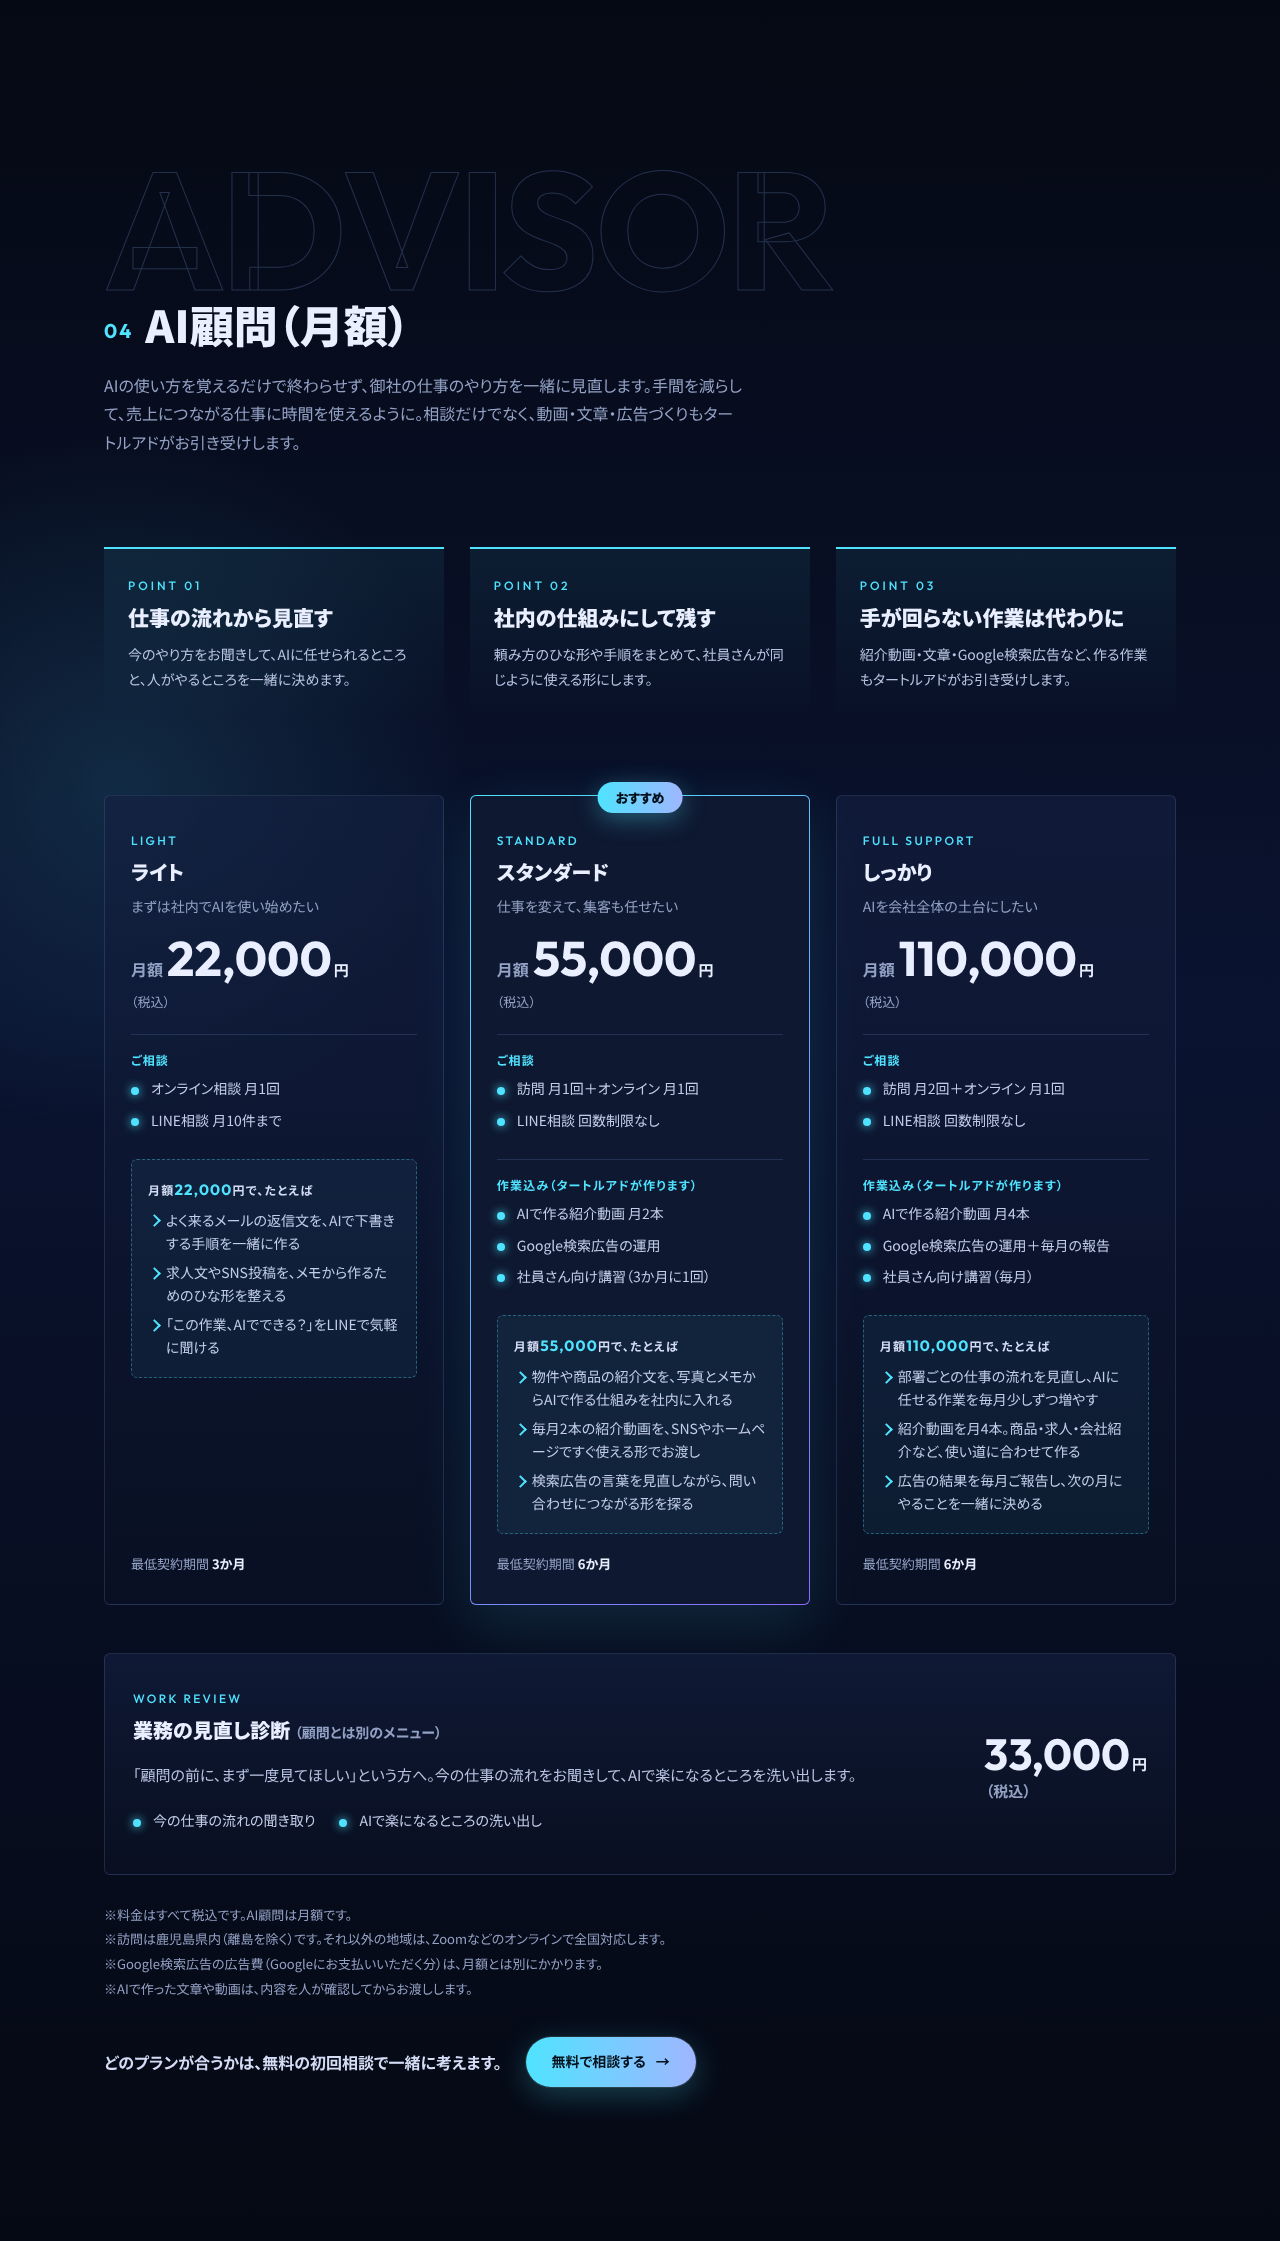 ADVISOR
04 AI顧問（月額）
AIの使い方を覚えるだけで終わらせず、御社の仕事のやり方を一緒に見直します。手間を減らし
て、売上につながる仕事に時間を使えるように。相談だけでなく、動画・文章・広告づくりもター
トルアドがお引き受けします。
POINT 01
仕事の流れから見直す
今のやり方をお聞きして、AIに任せられるところ
と、人がやるところを一緒に決めます。
POINT 02
社内の仕組みにして残す
頼み方のひな形や手順をまとめて、社員さんが同
じように使える形にします。
POINT 03
手が回らない作業は代わりに
紹介動画・文章・Google検索広告など、作る作業
もタートルアドがお引き受けします。
LIGHT
ライト
まずは社内でAIを使い始めたい
月額 22,000円
（税込）
ご相談
オンライン相談 月1回
LINE相談 月10件まで
月額22,000円で、たとえば
よく来るメールの返信文を、AIで下書き
する手順を一緒に作る
求人文やSNS投稿を、メモから作るた
めのひな形を整える
「この作業、AIでできる？」をLINEで気軽
に聞ける
最低契約期間 3か月
おすすめ
STANDARD
スタンダード
仕事を変えて、集客も任せたい
月額 55,000円
（税込）
ご相談
訪問 月1回＋オンライン 月1回
LINE相談 回数制限なし
作業込み（タートルアドが作ります）
AIで作る紹介動画 月2本
Google検索広告の運用
社員さん向け講習（3か月に1回）
月額55,000円で、たとえば
物件や商品の紹介文を、写真とメモか
らAIで作る仕組みを社内に入れる
毎月2本の紹介動画を、SNSやホームペ
ージですぐ使える形でお渡し
検索広告の言葉を見直しながら、問い
合わせにつながる形を探る
最低契約期間 6か月
FULL SUPPORT
しっかり
AIを会社全体の土台にしたい
月額 110,000円
（税込）
ご相談
訪問 月2回＋オンライン 月1回
LINE相談 回数制限なし
作業込み（タートルアドが作ります）
AIで作る紹介動画 月4本
Google検索広告の運用＋毎月の報告
社員さん向け講習（毎月）
月額110,000円で、たとえば
部署ごとの仕事の流れを見直し、AIに
任せる作業を毎月少しずつ増やす
紹介動画を月4本。商品・求人・会社紹
介など、使い道に合わせて作る
広告の結果を毎月ご報告し、次の月に
やることを一緒に決める
最低契約期間 6か月
WORK REVIEW
業務の見直し診断（顧問とは別のメニュー）
「顧問の前に、まず一度見てほしい」という方へ。今の仕事の流れをお聞きして、AIで楽になるところを洗い出します。
今の仕事の流れの聞き取り AIで楽になるところの洗い出し
33,000円
（税込）
※料金はすべて税込です。AI顧問は月額です。
※訪問は鹿児島県内（離島を除く）です。それ以外の地域は、Zoomなどのオンラインで全国対応します。
※Google検索広告の広告費（Googleにお支払いいただく分）は、月額とは別にかかります。
※AIで作った文章や動画は、内容を人が確認してからお渡しします。
どのプランが合うかは、無料の初回相談で一緒に考えます。 無料で相談する →